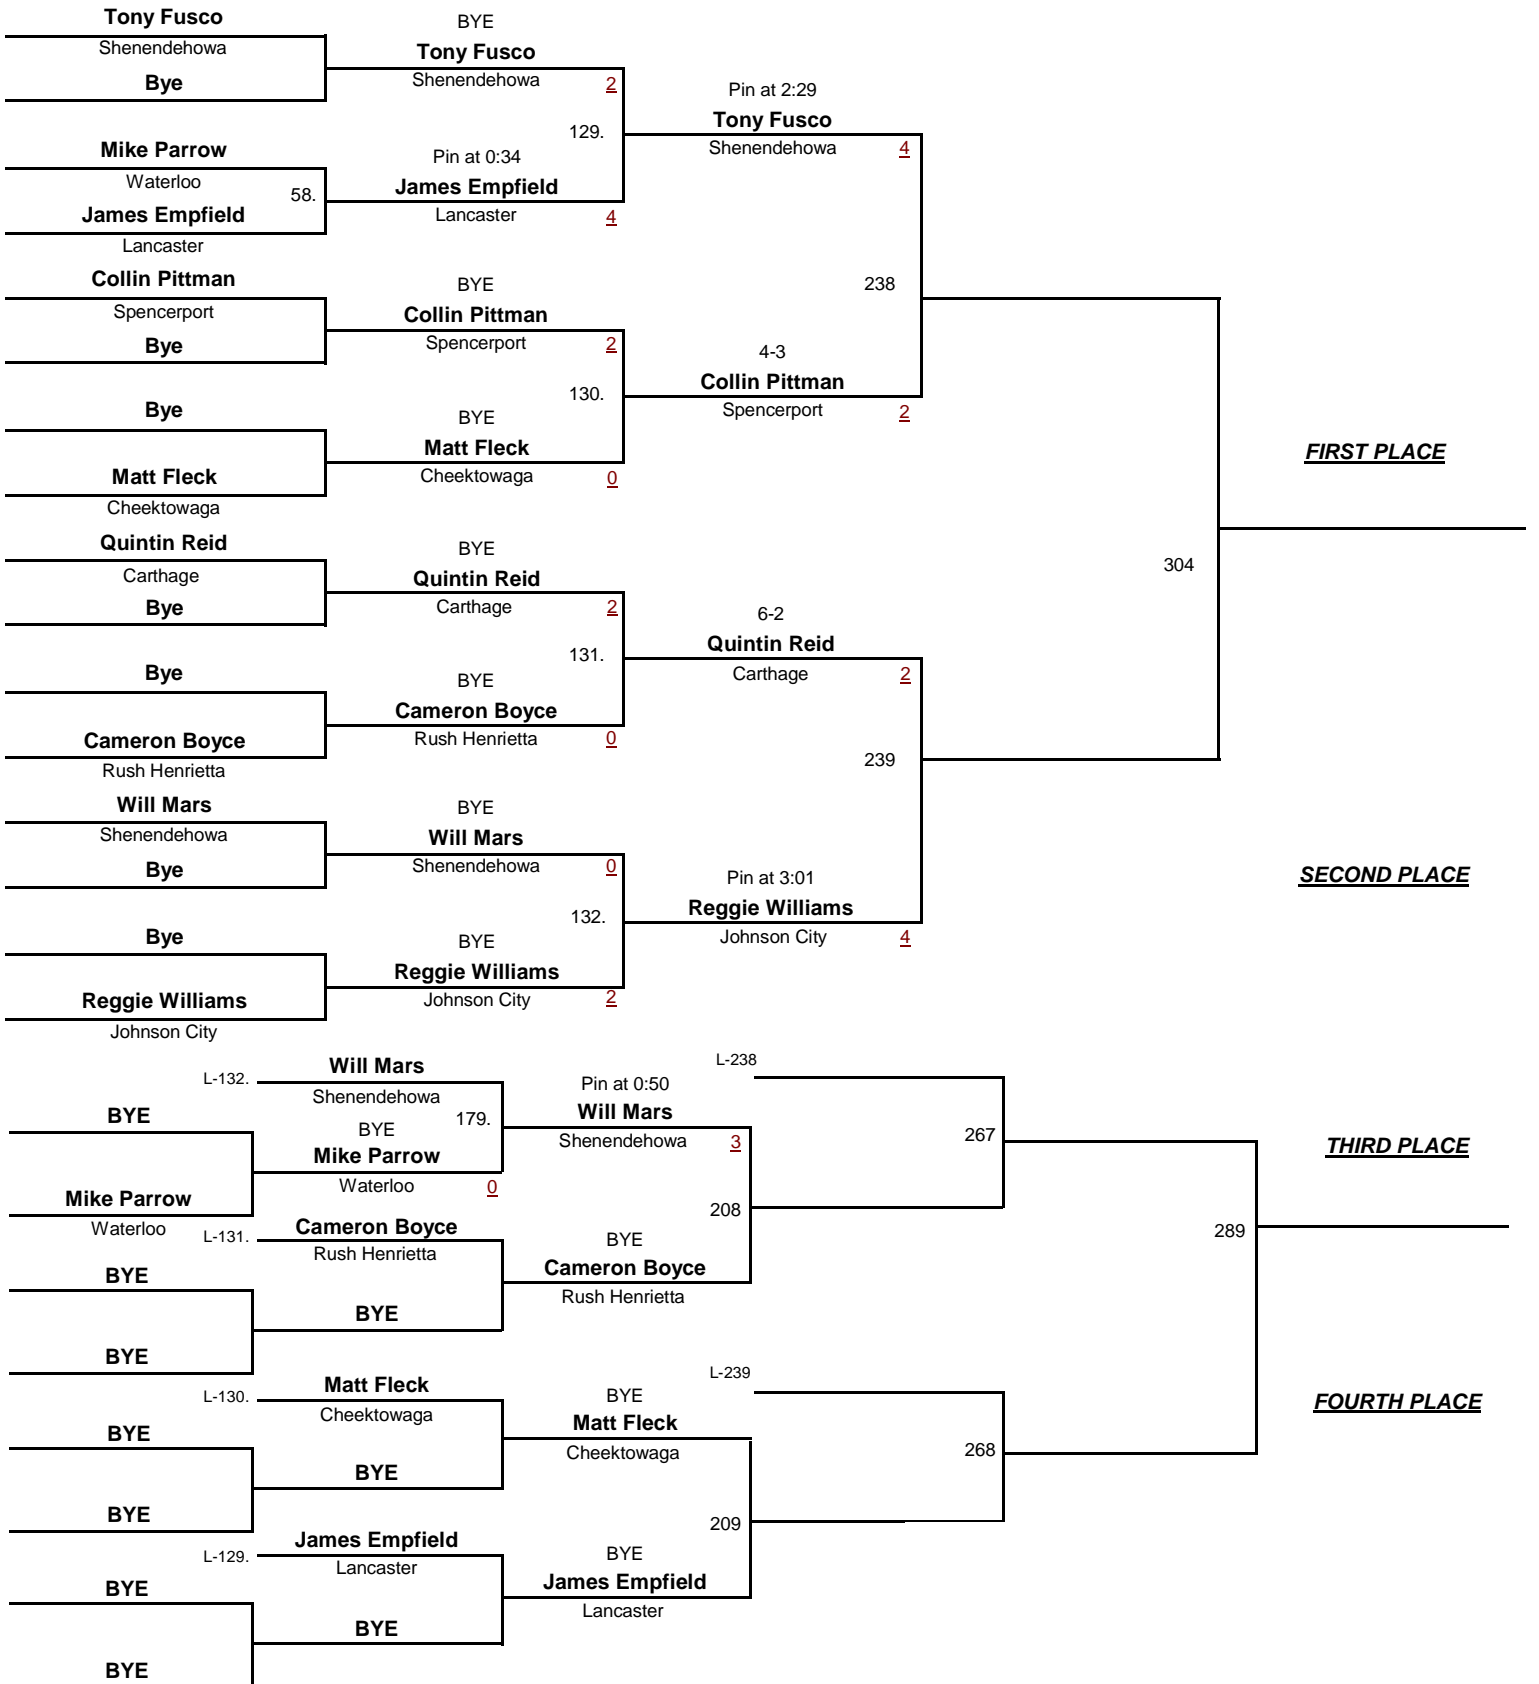 Tony Fusco
Shenendehowa
Bye
Mike Parrow
Waterloo
58.
James Empfield
Lancaster
Collin Pittman
Spencerport
Bye
Bye
Matt Fleck
Cheektowaga
Quintin Reid
Carthage
Bye
Bye
Cameron Boyce
Rush Henrietta
Will Mars
Shenendehowa
Bye
Bye
Reggie Williams
Johnson City
BYE
Tony Fusco
Shenendehowa 2
129.
Pin at 0:34
James Empfield
Lancaster 4
BYE
Collin Pittman
Spencerport 2
130.
BYE
Matt Fleck
Cheektowaga 0
BYE
Quintin Reid
Carthage 2
131.
BYE
Cameron Boyce
Rush Henrietta 0
BYE
Will Mars
Shenendehowa 0
132.
BYE
Reggie Williams
Johnson City 2
Pin at 2:29
Tony Fusco
Shenendehowa 4
238
4-3
Collin Pittman
Spencerport 2
6-2
Quintin Reid
Carthage 2
239
Pin at 3:01
Reggie Williams
Johnson City 4
304
FIRST PLACE
SECOND PLACE
BYE
Mike Parrow
Waterloo
BYE
BYE
BYE
BYE
BYE
BYE
L-132.
Will Mars
Shenendehowa
179.
BYE
Mike Parrow
Waterloo 0
L-131.
Cameron Boyce
Rush Henrietta
BYE
L-130.
Matt Fleck
Cheektowaga
BYE
L-129.
James Empfield
Lancaster
BYE
Pin at 0:50
Will Mars
Shenendehowa 3
208
BYE
Cameron Boyce
Rush Henrietta
BYE
Matt Fleck
Cheektowaga
209
BYE
James Empfield
Lancaster
L-238
267
L-239
268
289
THIRD PLACE
FOURTH PLACE